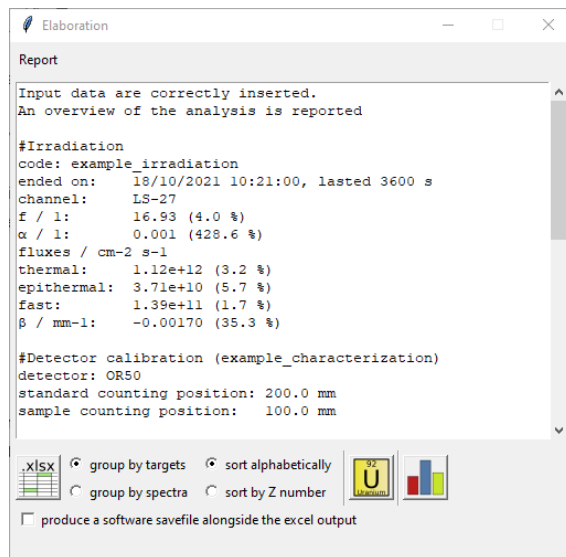 Elaboration
Report
Input data are correctly inserted.
An overview of the analysis is reported
#Irradiation
code: example_irradiation
ended on: 18/10/2021 10:21:00, lasted 3600 s
channel: LS-27
f / 1: 16.93 (4.0 %)
α / 1: 0.001 (428.6 %)
fluxes / cm-2 s-1
thermal: 1.12e+12 (3.2 %)
epithermal: 3.71e+10 (5.7 %)
fast: 1.39e+11 (1.7 %)
β / mm-1: -0.00170 (35.3 %)
#Detector calibration (example_characterization)
detector: OR50
standard counting position: 200.0 mm
sample counting position: 100.0 mm
.xlsx group by targets sort alphabetically 92
U
Uranium
group by spectra sort by Z number
produce a software savefile alongside the excel output